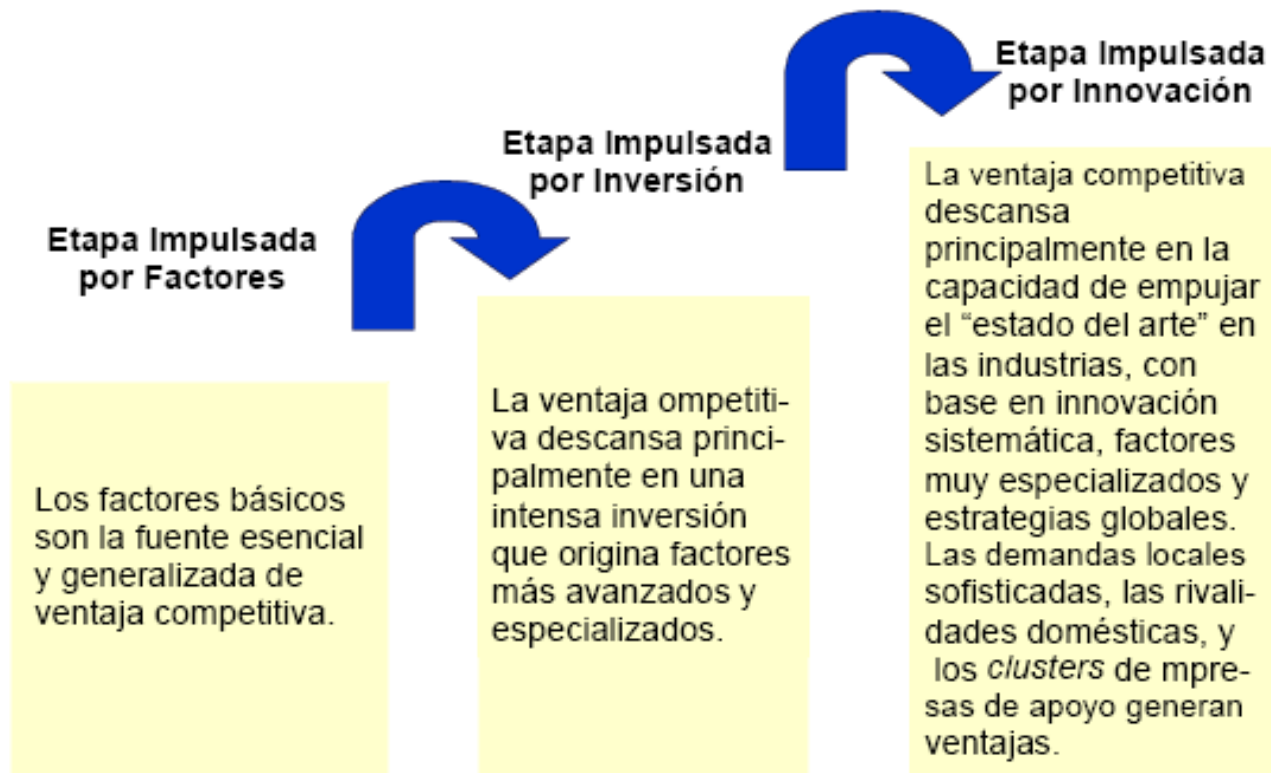 Etapa Impulsada
por Factores
Los factores básicos
son la fuente esencial
y generalizada de
ventaja competitiva.
Etapa Impulsada
por Inversión
La ventaja ompetiti-
va descansa princi-
palmente en una
intensa inversión
que origina factores
más avanzados y
especializados.
Etapa Impulsada
por Innovación
La ventaja competitiva
descansa
principalmente en la
capacidad de empujar
el “estado del arte” en
las industrias, con
base en innovación
sistemática, factores
muy especializados y
estrategias globales.
Las demandas locales
sofisticadas, las rivali-
dades domésticas, y
los clusters de mpre-
sas de apoyo generan
ventajas.